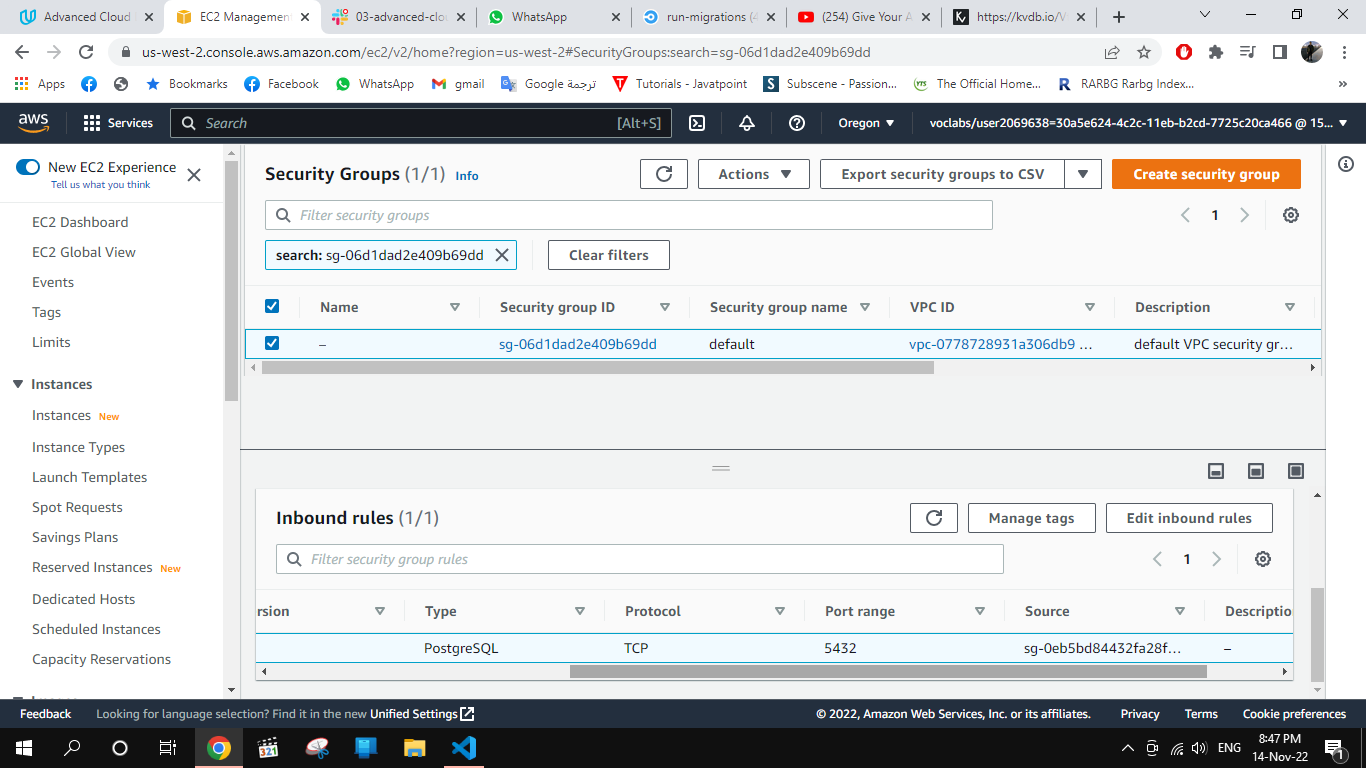 Advanced Cloud
EC2 Management
03-advanced-clo
WhatsApp
run-migrations (4
(254) Give Your A
https://kvdb.io/V
us-west-2.console.aws.amazon.com/ec2/v2/home?region=us-west-2#SecurityGroups:search=sg-06d1dad2e409b69dd
Apps
Bookmarks
Facebook
WhatsApp
gmail
ترجمة Google
Tutorials - Javatpoint
Subscene - Passion...
The Official Home...
RARBG Rarbg Index...
»
aws
Services
Search
[Alt+S]
Oregon
voclabs/user2069638=30a5e624-4c2c-11eb-b2cd-7725c20ca466 @ 15...
New EC2 Experience
Tell us what you think
EC2 Dashboard
EC2 Global View
Events
Tags
Limits
Instances
Instances New
Instance Types
Launch Templates
Spot Requests
Savings Plans
Reserved Instances New
Dedicated Hosts
Scheduled Instances
Capacity Reservations
Security Groups (1/1) Info
Actions
Export security groups to CSV
Create security group
Filter security groups
1
search: sg-06d1dad2e409b69dd
Clear filters
Name
Security group ID
Security group name
VPC ID
Description
–
sg-06d1dad2e409b69dd
default
vpc-0778728931a306db9 ...
default VPC security gr...
Inbound rules (1/1)
Manage tags
Edit inbound rules
Filter security group rules
1
rsion
Type
Protocol
Port range
Source
Descriptio
PostgreSQL
TCP
5432
sg-0eb5bd84432fa28f...
–
Feedback
Looking for language selection? Find it in the new Unified Settings
© 2022, Amazon Web Services, Inc. or its affiliates.
Privacy
Terms
Cookie preferences
321
ENG
8:47 PM
14-Nov-22
1